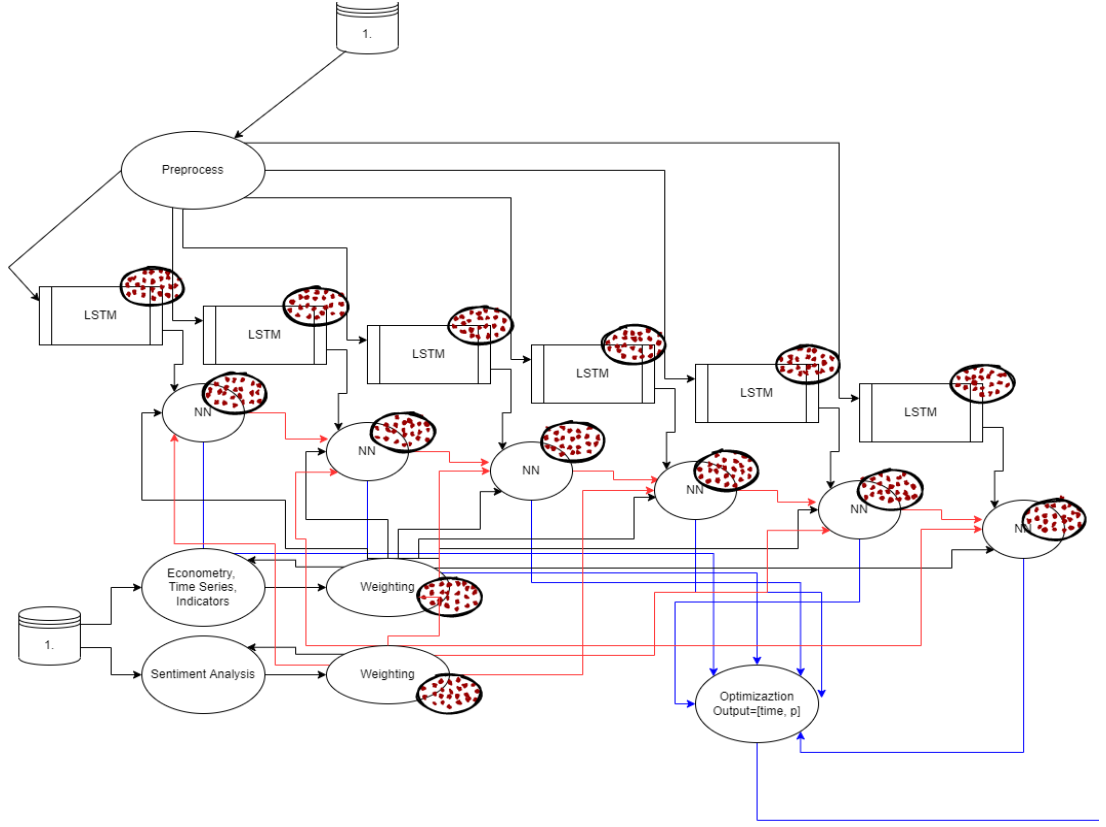 1.
Preprocess
LSTM
LSTM
LSTM
LSTM
LSTM
LSTM
NN
NN
NN
NN
NN
NN
Econometry,
Time Series,
Indicators
Weighting
1.
Sentiment Analysis
Weighting
Optimizaztion
Output=[time, p]